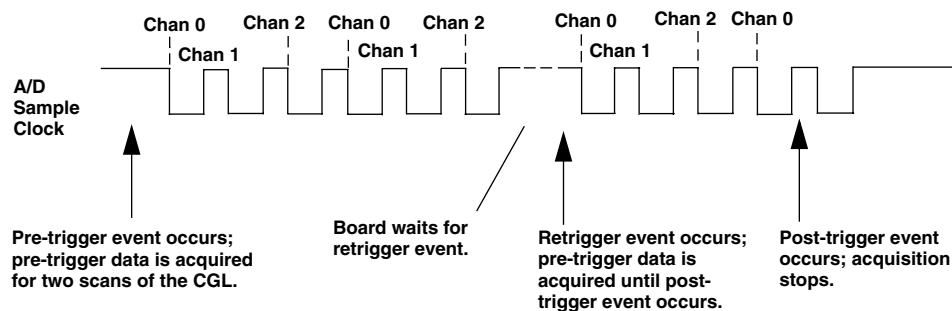 Chan 0 Chan 2 Chan 0 Chan 2 Chan 0 Chan 2 Chan 0
Chan 1 Chan 1 Chan 1
A/D
Sample
Clock
Pre-trigger event occurs;
pre-trigger data is acquired
for two scans of the CGL.
Board waits for
retrigger event.
Retrigger event occurs;
pre-trigger data is
acquired until post-
trigger event occurs.
Post-trigger event
occurs; acquisition
stops.